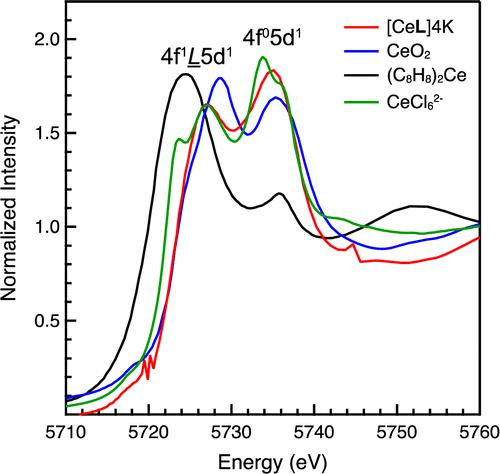 4f¹L5d¹
4f⁰5d¹
[CeL]4K
CeO₂
(C₈H₈)₂Ce
CeCl₆²⁻
2.0
1.5
1.0
0.5
Normalized Intensity
5710 5720 5730 5740 5750 5760
Energy (eV)